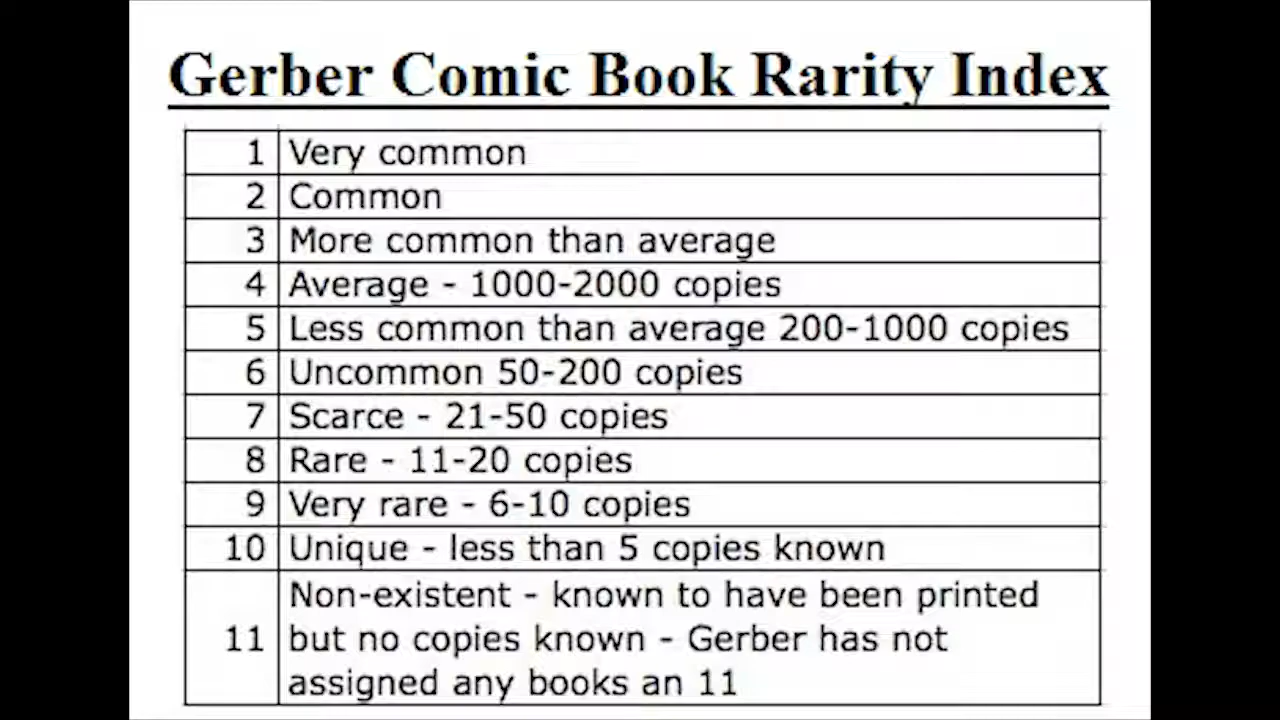 Gerber Comic Book Rarity Index
1 Very common
2 Common
3 More common than average
4 Average - 1000-2000 copies
5 Less common than average 200-1000 copies
6 Uncommon 50-200 copies
7 Scarce - 21-50 copies
8 Rare - 11-20 copies
9 Very rare - 6-10 copies
10 Unique - less than 5 copies known
Non-existent - known to have been printed
11 but no copies known - Gerber has not
assigned any books an 11